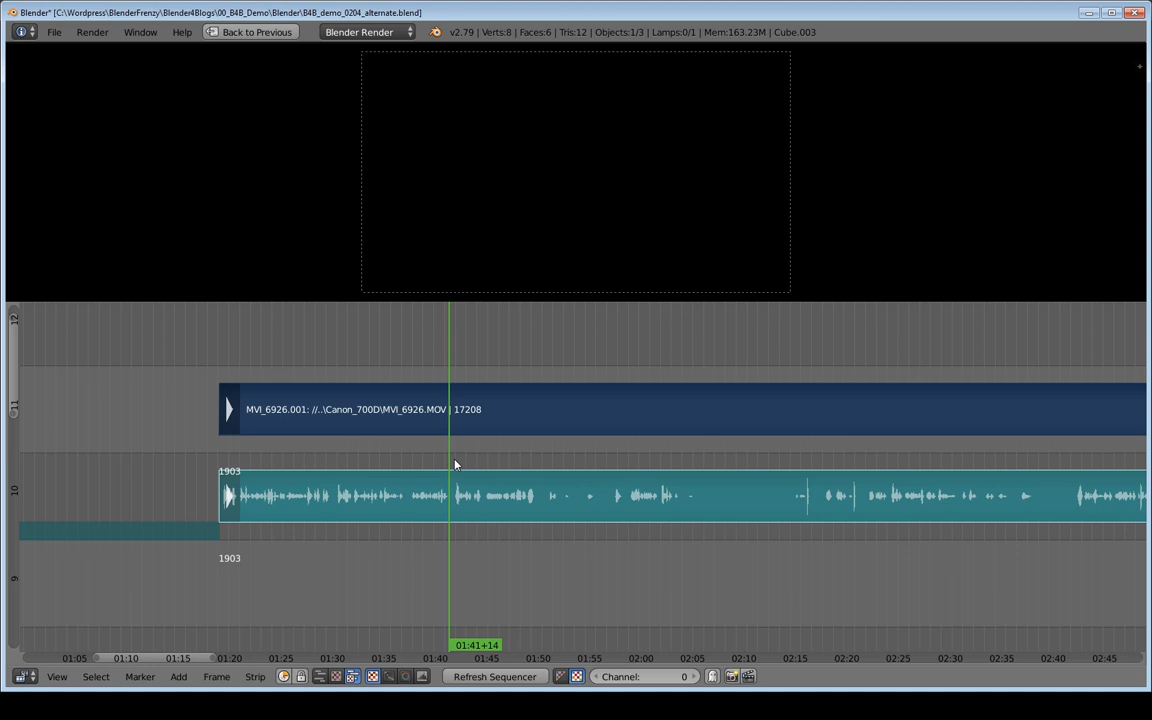 Blender* [C:\Wordpress\BlenderFrenzy\Blender4Blogs\00_B4B_Demo\Blender\B4B_demo_0204_alternate.blend]
File Render Window Help Back to Previous Blender Render v2.79 | Verts:8 | Faces:6 | Tris:12 | Objects:1/3 | Lamps:0/1 | Mem:163.23M | Cube.003
12
11
MVI_6926.001: //..\Canon_700D\MVI_6926.MOV | 17208
1903
10
1903
9
01:41+14
01:05 01:10 01:15 01:20 01:25 01:30 01:35 01:40 01:45 01:50 01:55 02:00 02:05 02:10 02:15 02:20 02:25 02:30 02:35 02:40 02:45
View Select Marker Add Frame Strip Refresh Sequencer Channel: 0